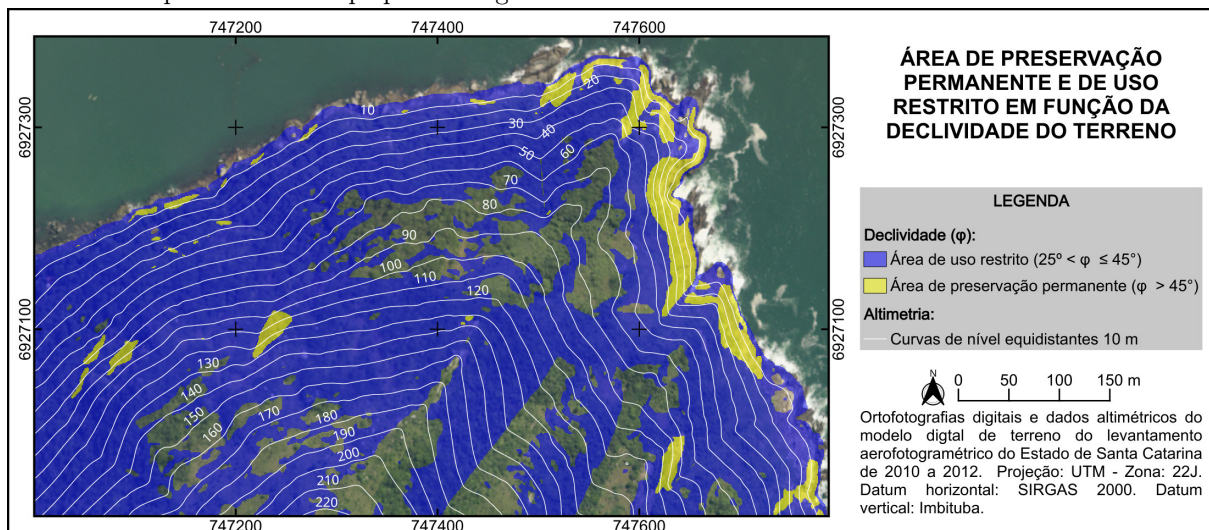 747200 747400 747600
6927300
6927300
6927100
6927100
10
20
30
40
50
60
70
80
90
100
110
120
130
140
150
160
170
180
190
200
210
220
747200 747400 747600
ÁREA DE PRESERVAÇÃO
PERMANENTE E DE USO
RESTRITO EM FUNÇÃO DA
DECLIVIDADE DO TERRENO
LEGENDA
Declividade (φ):
Área de uso restrito (25º < φ ≤ 45°)
Área de preservação permanente (φ > 45°)
Altimetria:
Curvas de nível equidistantes 10 m
N
0 50 100 150 m
Ortofotografias digitais e dados altimétricos do
modelo digtal de terreno do levantamento
aerofotogramétrico do Estado de Santa Catarina
de 2010 a 2012. Projeção: UTM - Zona: 22J.
Datum horizontal: SIRGAS 2000. Datum
vertical: Imbituba.